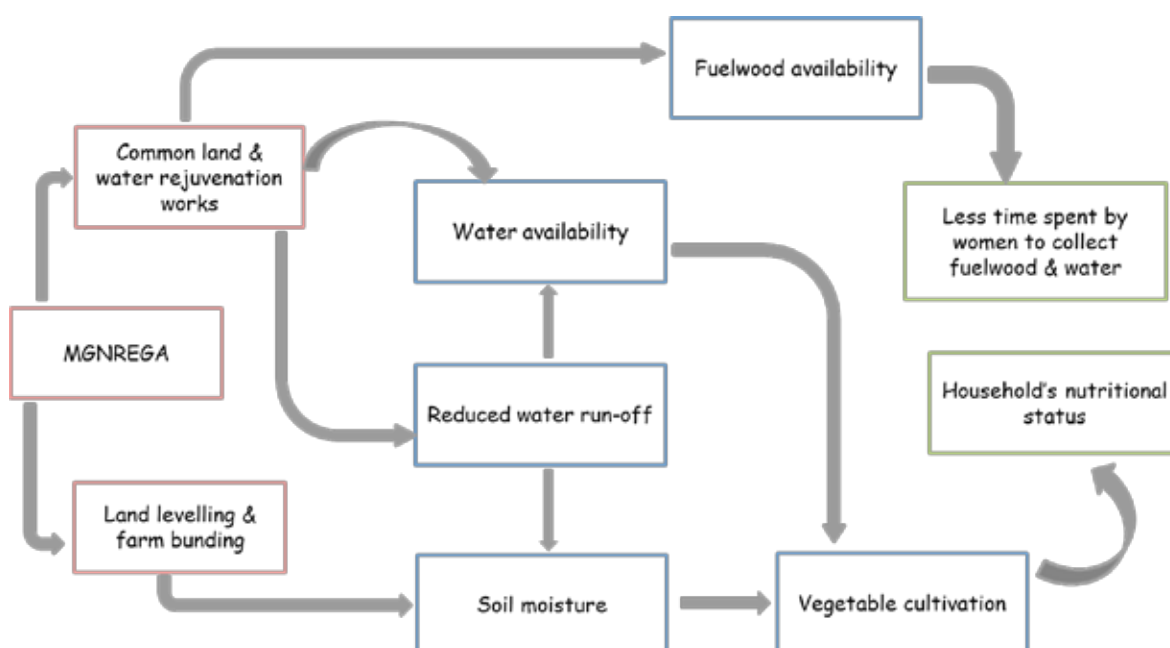 Fuelwood availability
Common land &
water rejuvenation
works
Water availability
Less time spent by
women to collect
fuelwood & water
MGNREGA
Reduced water run-off
Household's nutritional
status
Land levelling &
farm bunding
Soil moisture
Vegetable cultivation